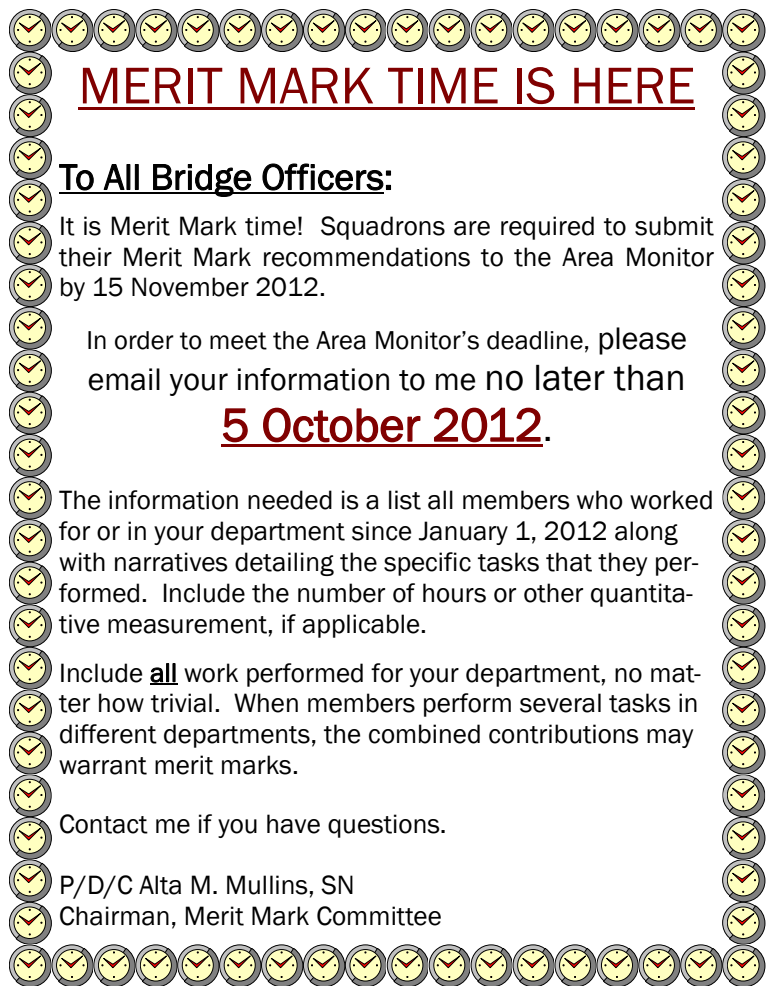 MERIT MARK TIME IS HERE
To All Bridge Officers:
It is Merit Mark time!  Squadrons are required to submit
their Merit Mark recommendations to the Area Monitor
by 15 November 2012.
In order to meet the Area Monitor’s deadline, please
email your information to me no later than
5 October 2012.
The information needed is a list all members who worked
for or in your department since January 1, 2012 along
with narratives detailing the specific tasks that they per-
formed.  Include the number of hours or other quantita-
tive measurement, if applicable.
Include all work performed for your department, no mat-
ter how trivial.  When members perform several tasks in
different departments, the combined contributions may
warrant merit marks.
Contact me if you have questions.
P/D/C Alta M. Mullins, SN
Chairman, Merit Mark Committee